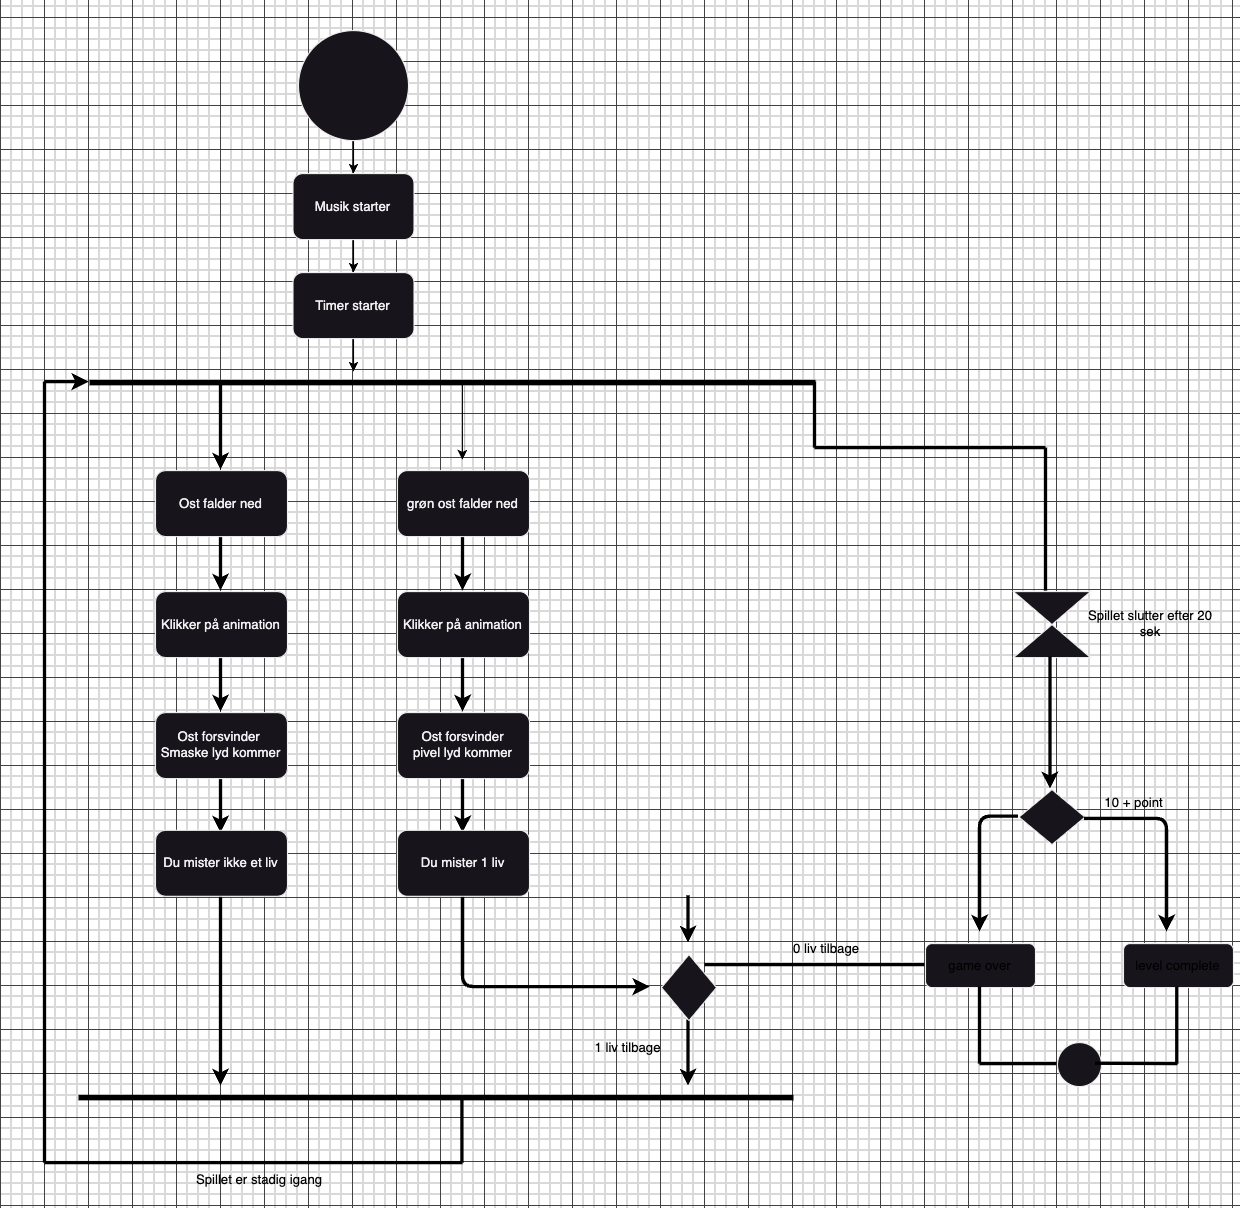 Musik starter
Timer starter
Ost falder ned
grøn ost falder ned
Klikker på animation
Klikker på animation
Spillet slutter efter 20
sek
Ost forsvinder
Smaske lyd kommer
Ost forsvinder
pivel lyd kommer
10 + point
Du mister ikke et liv
Du mister 1 liv
0 liv tilbage
game over
level complete
1 liv tilbage
Spillet er stadig igang